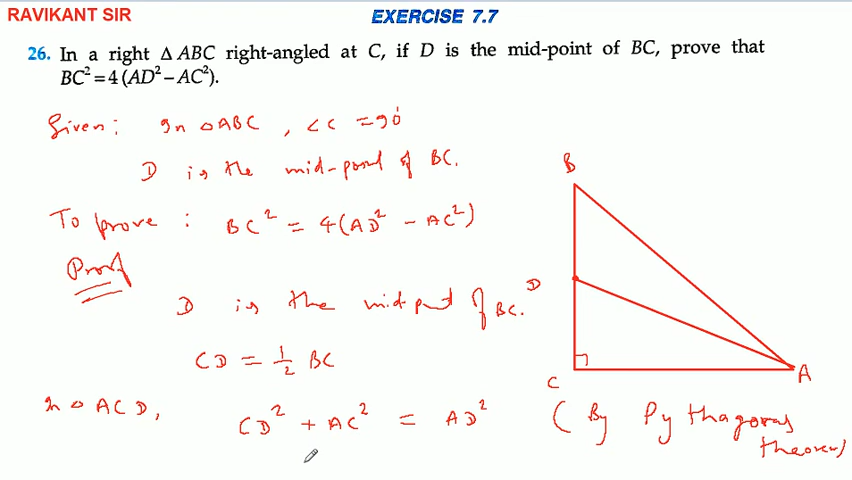 RAVIKANT SIR
EXERCISE 7.7
26. In a right Δ ABC right-angled at C, if D is the mid-point of BC, prove that
BC² = 4 (AD² – AC²).
Given: In △ABC, ∠C = 90°
D is the mid-point of BC.
To prove: BC² = 4(AD² - AC²)
Proof
D is the mid-point of BC.
CD = 1/2 BC
In △ ACD,
CD² + AC² = AD² (By Pythagoras
theorem)
B
D
C
A